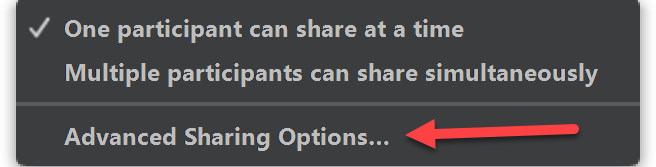 One participant can share at a time
Multiple participants can share simultaneously
Advanced Sharing Options...